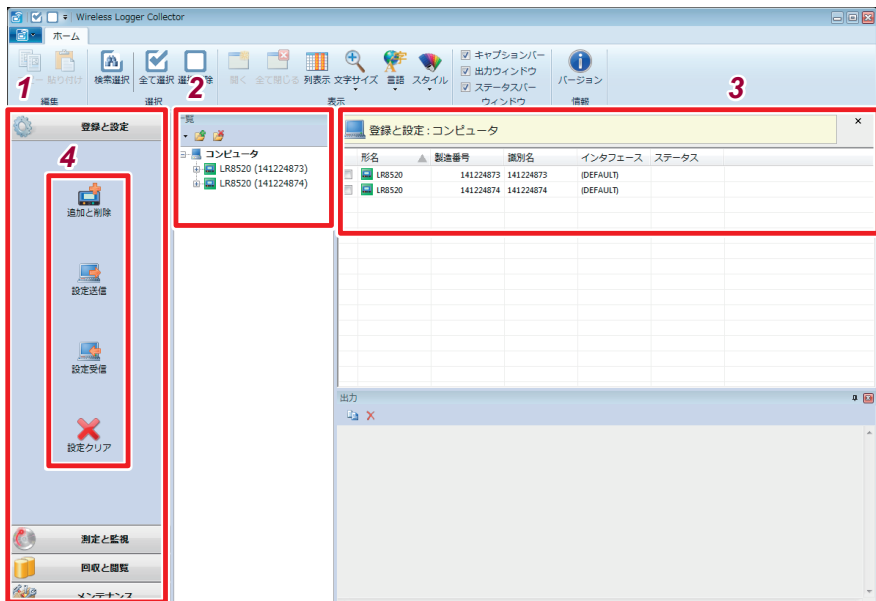 Wireless Logger Collector
ホーム
貼り付け 検索選択 全て選択 開く 全て閉じる 列表示 文字サイズ 言語 スタイル
キャプションバー
出力ウィンドウ
ステータスバー
バージョン
編集 選択 表示 ウィンドウ 情報
1
2
3
4
登録と設定
追加と削除
設定送信
設定受信
設定クリア
測定と監視
回収と閲覧
メンテナンス
コンピュータ
LR8520 (141224873)
LR8520 (141224874)
登録と設定 : コンピュータ
形名 製造番号 識別名 インタフェース ステータス
LR8520 141224873 141224873 (DEFAULT)
LR8520 141224874 141224874 (DEFAULT)
出力